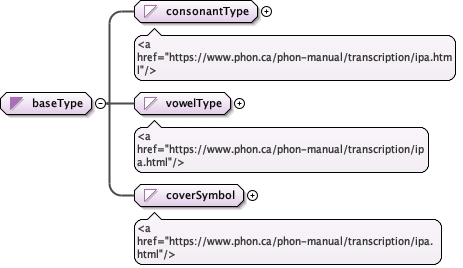 consonantType
<a
href="https://www.phon.ca/phon-manual/transcription/ipa.htm
l"/>
baseType
vowelType
<a
href="https://www.phon.ca/phon-manual/transcription/ip
a.html"/>
coverSymbol
<a
href="https://www.phon.ca/phon-manual/transcription/ipa.
html"/>